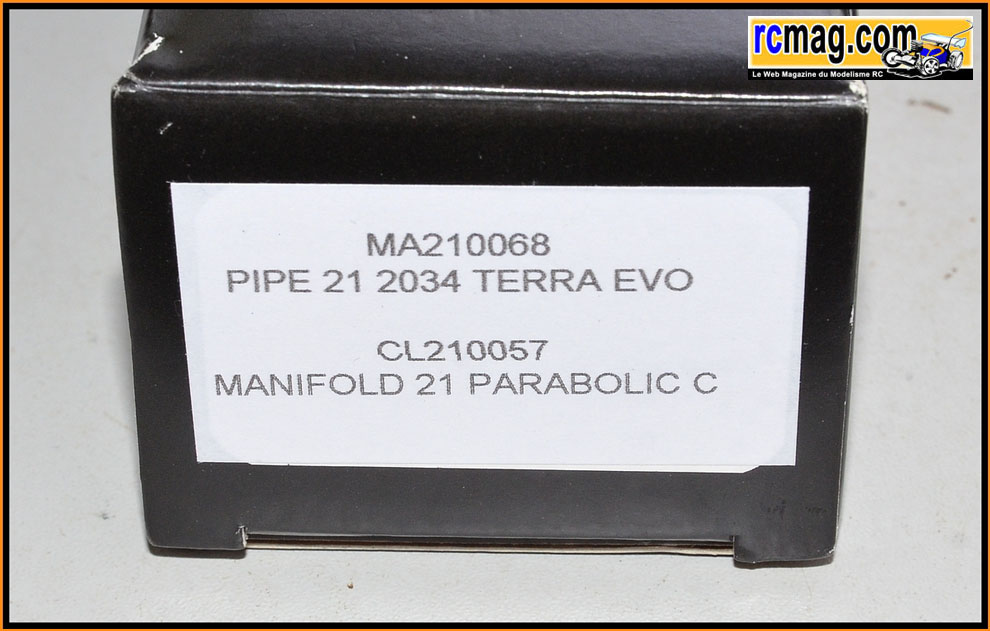 rcmag.com
Le Web Magazine du Modelisme RC
MA210068
PIPE 21 2034 TERRA EVO
CL210057
MANIFOLD 21 PARABOLIC C